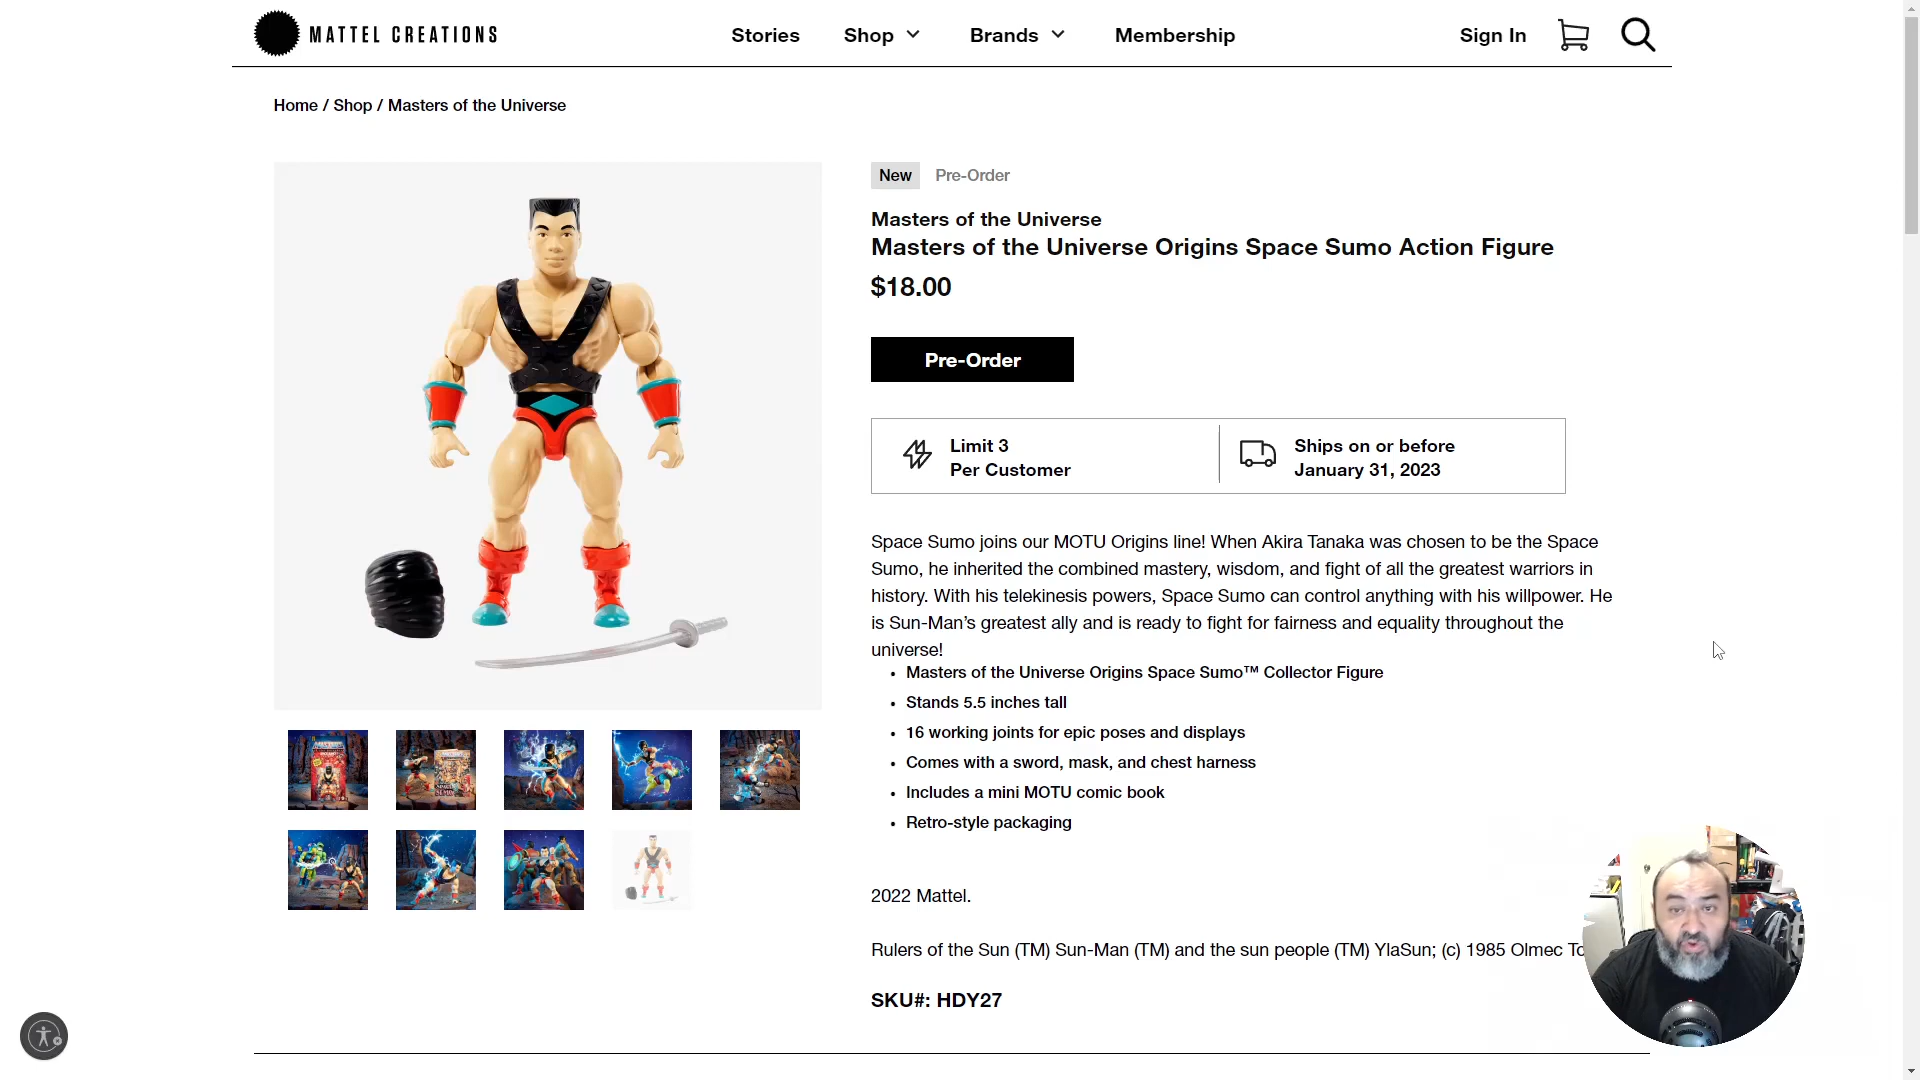 MATTEL CREATIONS
Stories
Shop
Brands
Membership
Sign In
Home / Shop / Masters of the Universe
New
Pre-Order
Masters of the Universe
Masters of the Universe Origins Space Sumo Action Figure
$18.00
Pre-Order
Limit 3
Per Customer
Ships on or before
January 31, 2023
Space Sumo joins our MOTU Origins line! When Akira Tanaka was chosen to be the Space
Sumo, he inherited the combined mastery, wisdom, and fight of all the greatest warriors in
history. With his telekinesis powers, Space Sumo can control anything with his willpower. He
is Sun-Man’s greatest ally and is ready to fight for fairness and equality throughout the
universe!
• Masters of the Universe Origins Space Sumo™ Collector Figure
• Stands 5.5 inches tall
• 16 working joints for epic poses and displays
• Comes with a sword, mask, and chest harness
• Includes a mini MOTU comic book
• Retro-style packaging
2022 Mattel.
Rulers of the Sun (TM) Sun-Man (TM) and the sun people (TM) YlaSun; (c) 1985 Olmec
SKU#: HDY27